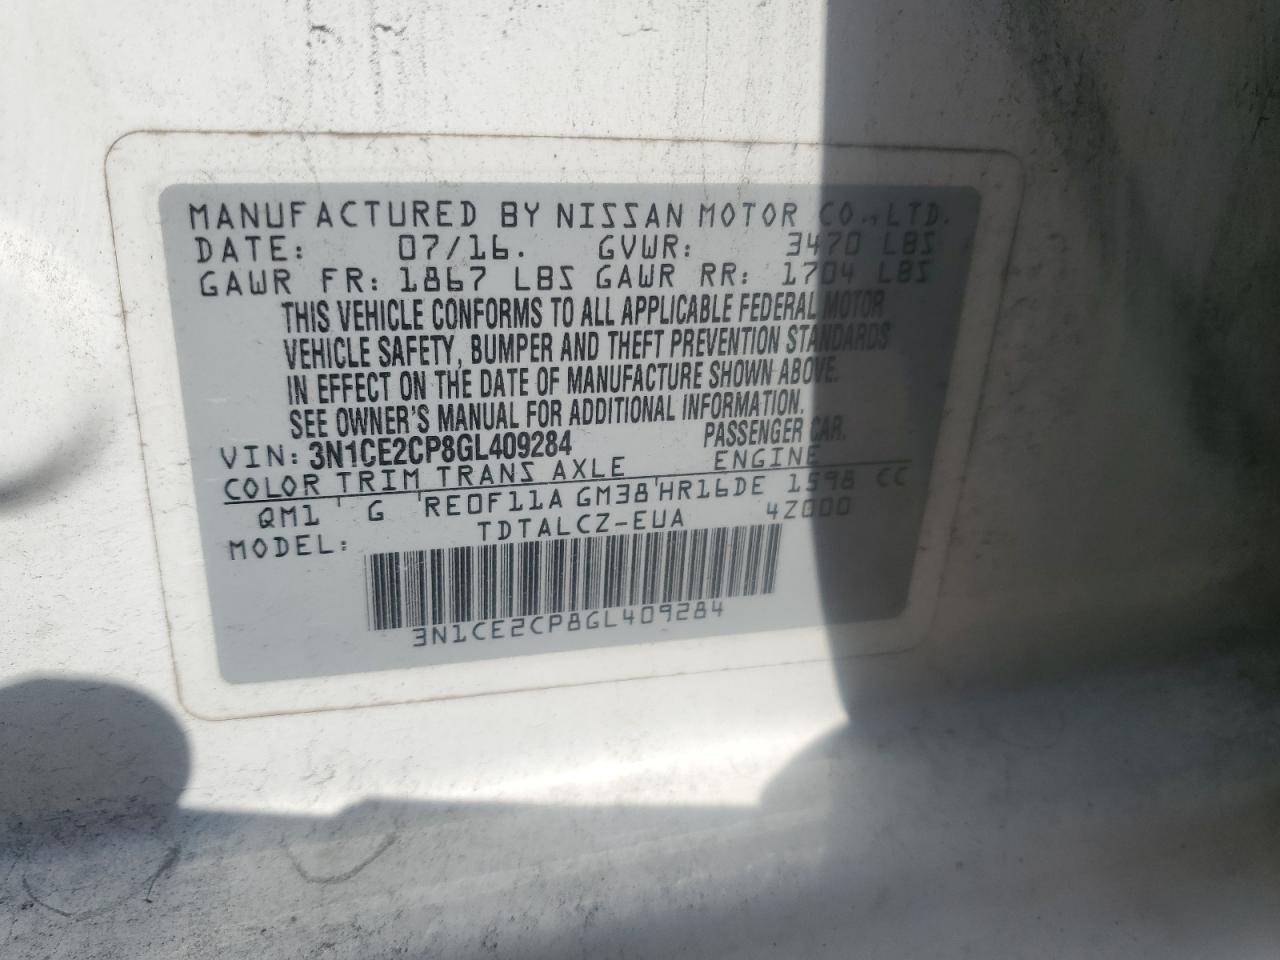 MANUFACTURED BY NISSAN MOTOR CO.,LTD.
DATE: 07/16. GVWR: 3470 LBS
GAWR FR: 1867 LBS GAWR RR: 1704 LBS
THIS VEHICLE CONFORMS TO ALL APPLICABLE FEDERAL MOTOR
VEHICLE SAFETY, BUMPER AND THEFT PREVENTION STANDARDS
IN EFFECT ON THE DATE OF MANUFACTURE SHOWN ABOVE.
SEE OWNER'S MANUAL FOR ADDITIONAL INFORMATION.
VIN: 3N1CE2CP8GL409284 PASSENGER CAR.
COLOR TRIM TRANS AXLE ENGINE
QM1 G RE0F11A GM38 HR16DE 1598 CC
MODEL: TDTALCZ-EUA 4Z000
3N1CE2CP8GL409284